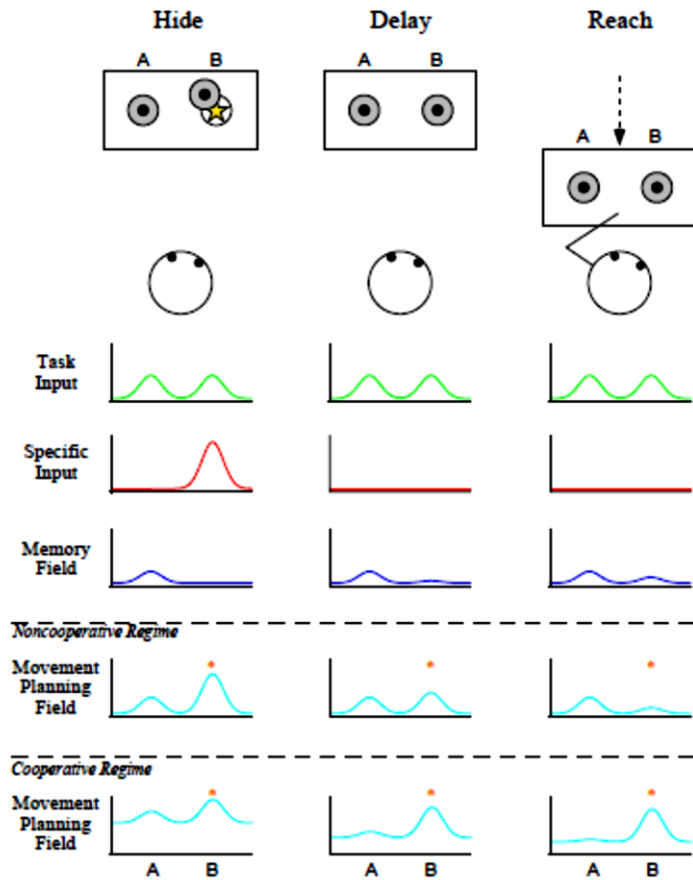 Hide Delay Reach
A B A B
A B
Task
Input
Specific
Input
Memory
Field
Noncooperative Regime
Movement
Planning
Field
Cooperative Regime
Movement
Planning
Field
A B A B A B